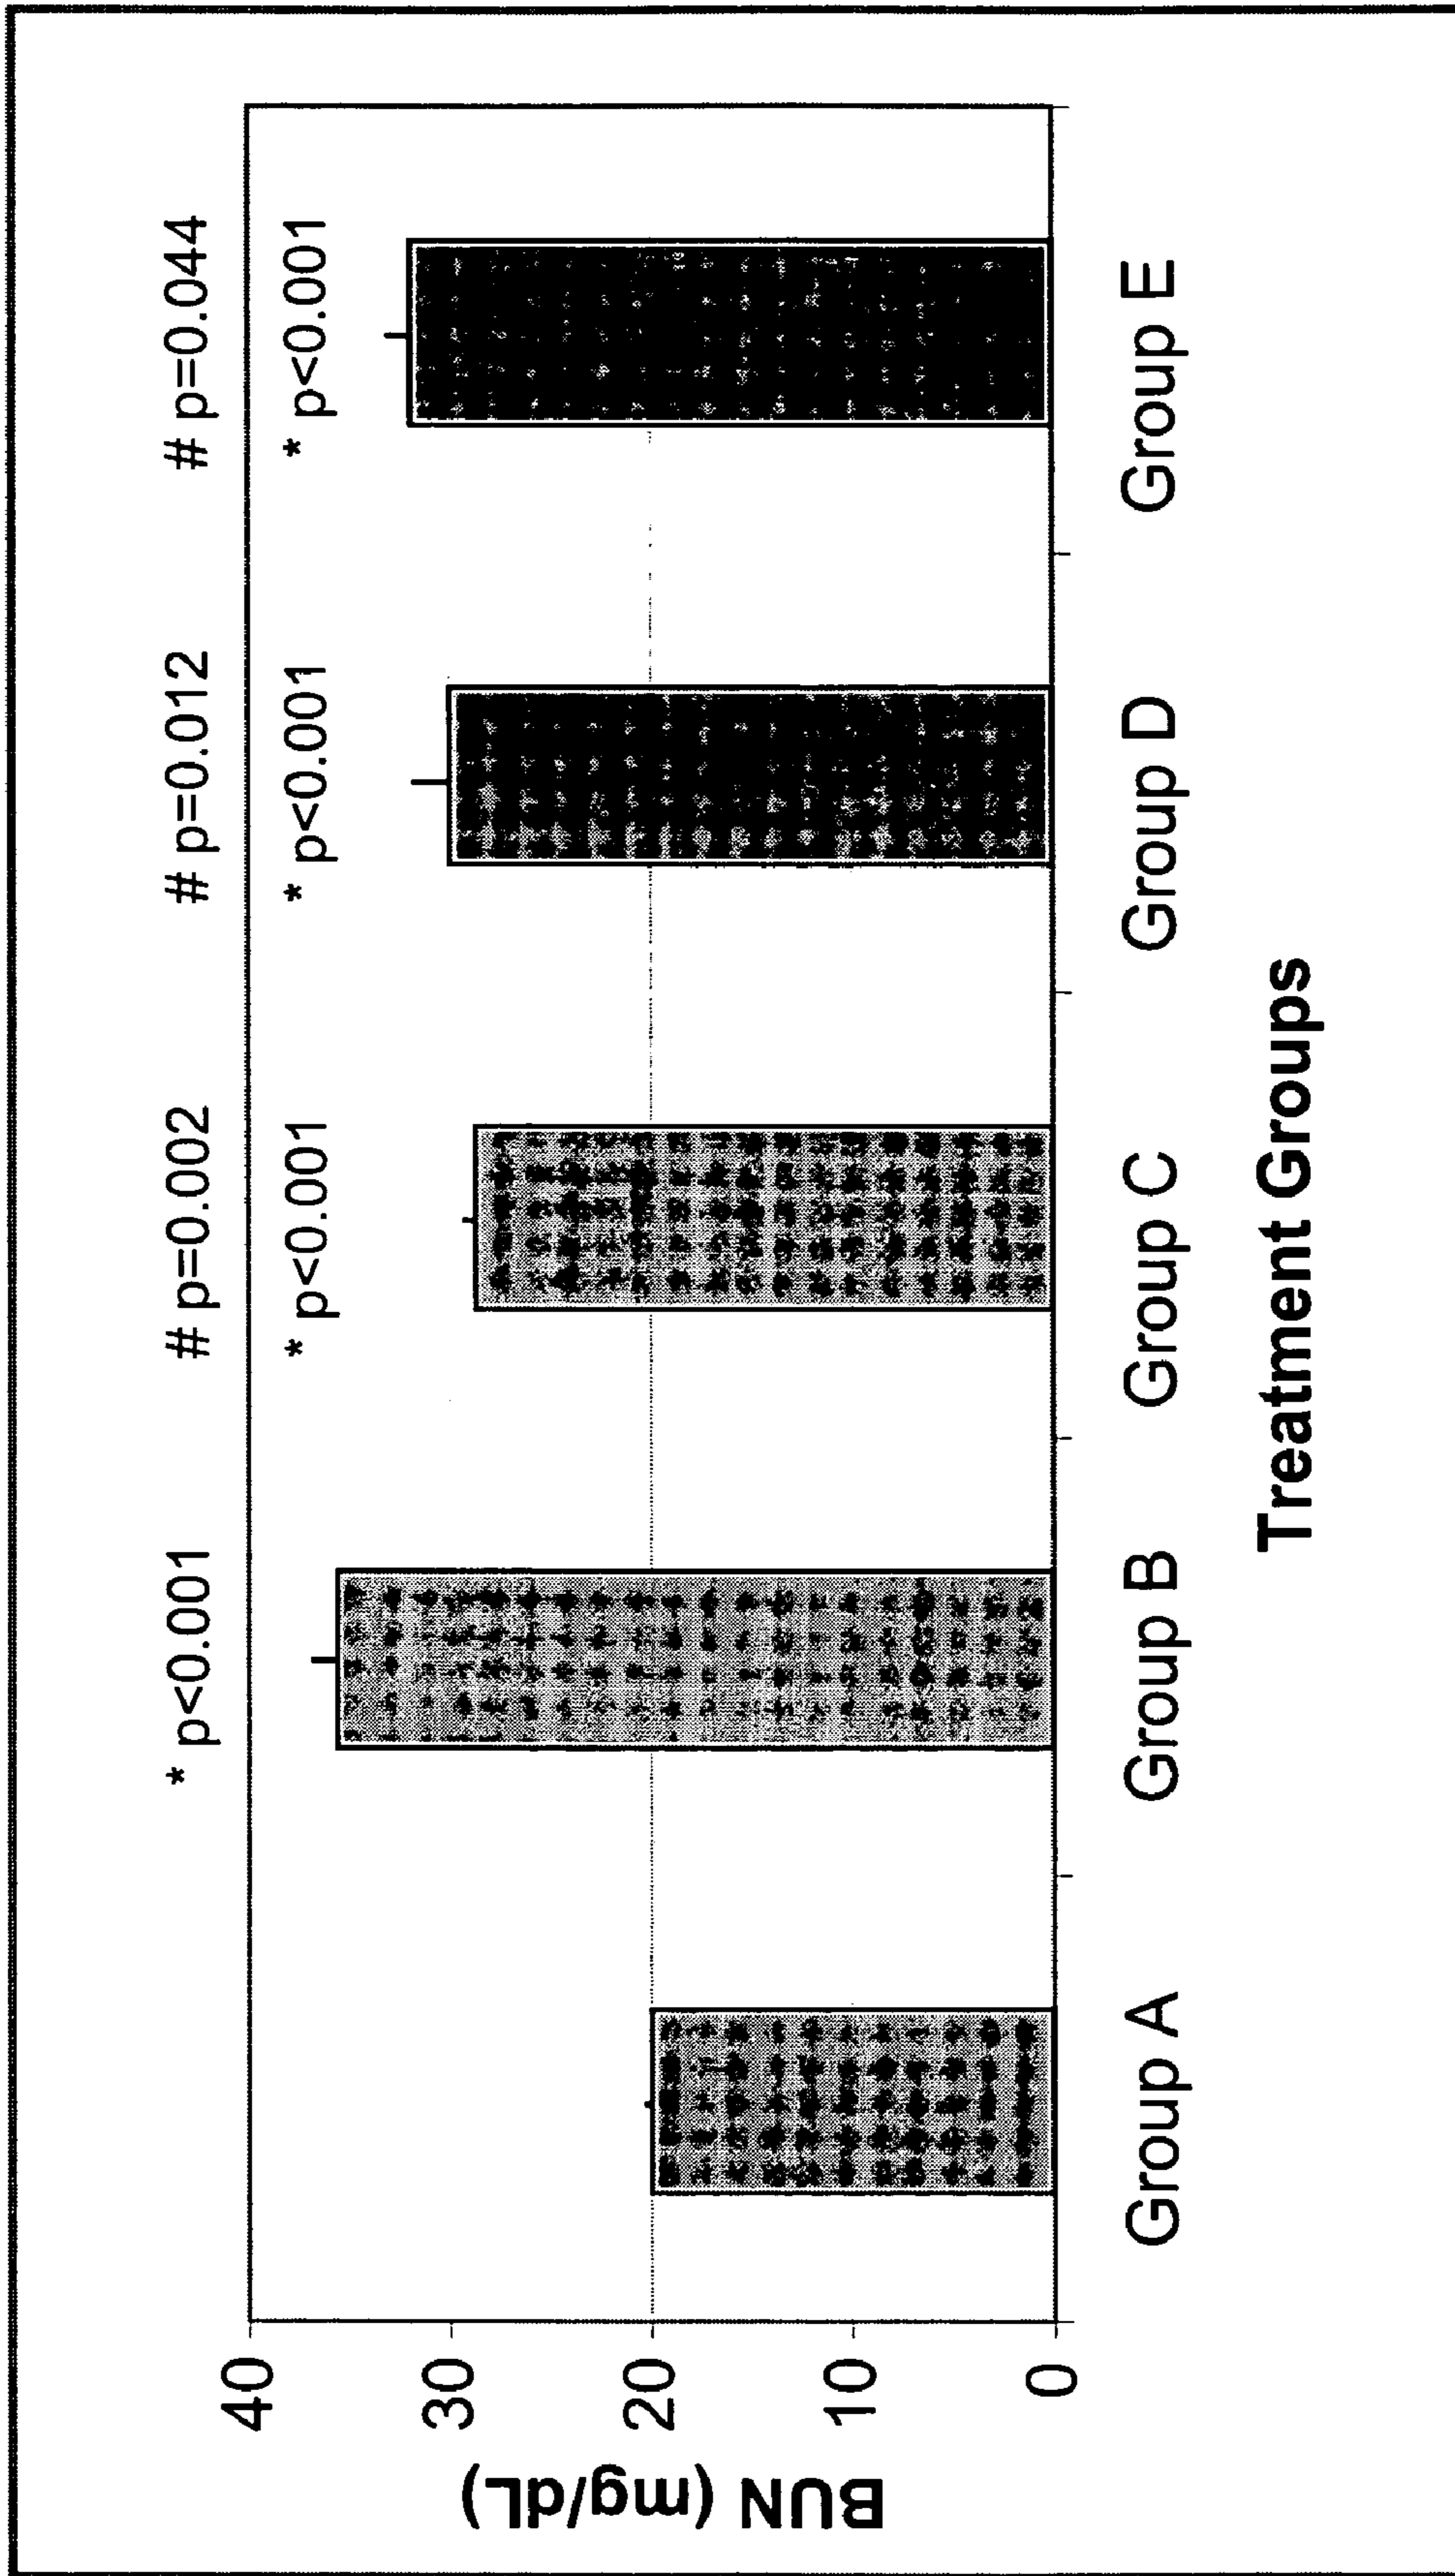 * p<0.001
# p=0.002
# p=0.012
# p=0.044
* p<0.001
* p<0.001
* p<0.001
40
30
20
10
0
BUN (mg/dL)
Group A
Group B
Group C
Group D
Group E
Treatment Groups